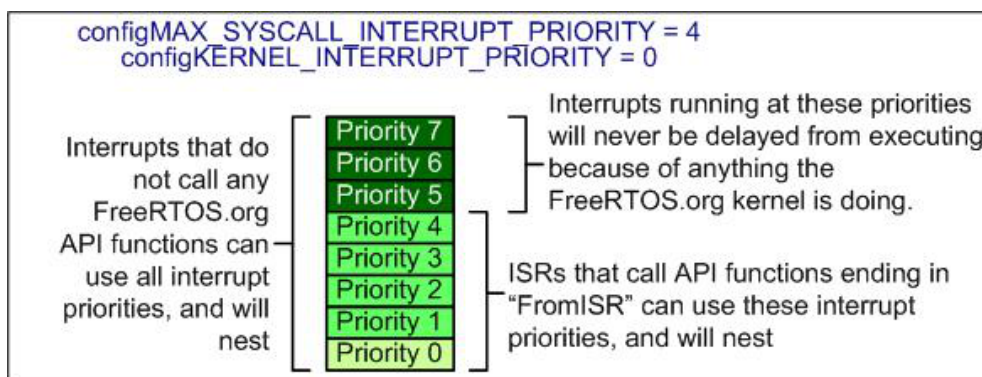 configMAX_SYSCALL_INTERRUPT_PRIORITY = 4
configKERNEL_INTERRUPT_PRIORITY = 0
Interrupts that do
not call any
FreeRTOS.org
API functions can
use all interrupt
priorities, and will
nest
Priority 7
Priority 6
Priority 5
Priority 4
Priority 3
Priority 2
Priority 1
Priority 0
Interrupts running at these priorities
will never be delayed from executing
because of anything the
FreeRTOS.org kernel is doing.
ISRs that call API functions ending in
“FromISR” can use these interrupt
priorities, and will nest